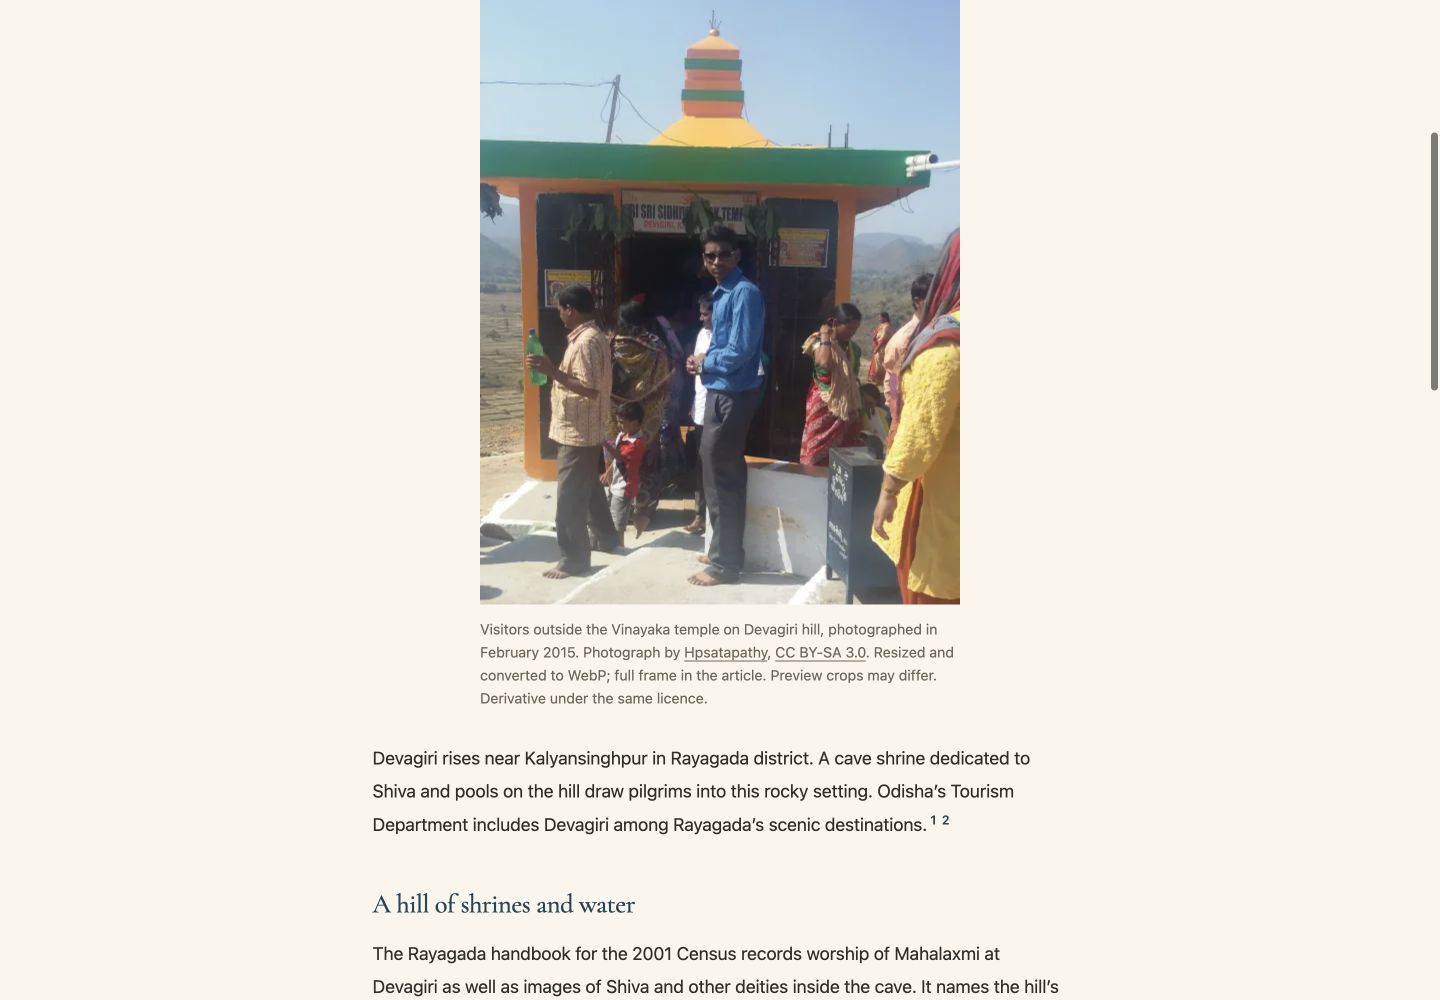 RI SRI SIDHI
K TEMP
DEVIGIRI, K
Visitors outside the Vinayaka temple on Devagiri hill, photographed in
February 2015. Photograph by Hpsatapathy, CC BY-SA 3.0. Resized and
converted to WebP; full frame in the article. Preview crops may differ.
Derivative under the same licence.
Devagiri rises near Kalyansinghpur in Rayagada district. A cave shrine dedicated to
Shiva and pools on the hill draw pilgrims into this rocky setting. Odisha’s Tourism
Department includes Devagiri among Rayagada’s scenic destinations. 1 2
A hill of shrines and water
The Rayagada handbook for the 2001 Census records worship of Mahalaxmi at
Devagiri as well as images of Shiva and other deities inside the cave. It names the hill’s